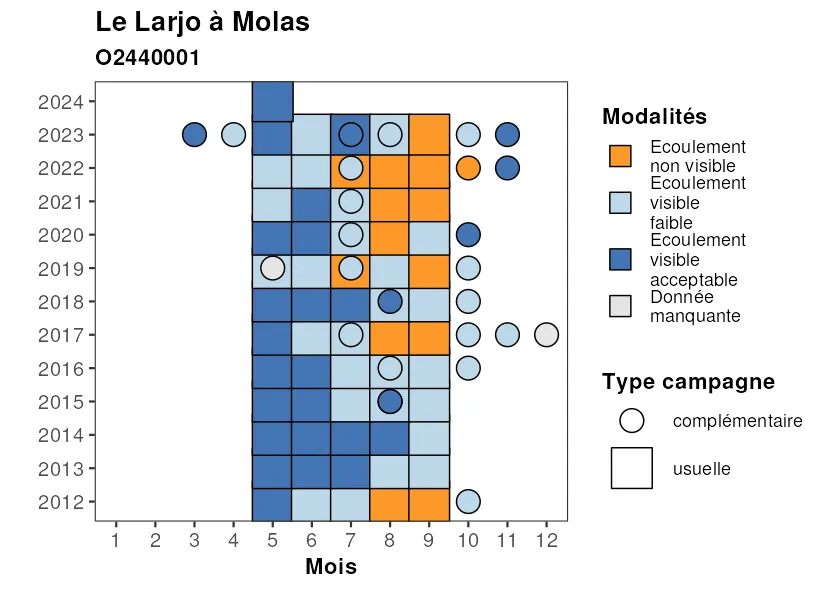 Le Larjo à Molas
O2440001
2024
2023
2022
2021
2020
2019
2018
2017
2016
2015
2014
2013
2012
1 2 3 4 5 6 7 8 9 10 11 12
Mois
Modalités
Ecoulement
non visible
Ecoulement
visible
faible
Ecoulement
visible
acceptable
Donnée
manquante
Type campagne
complémentaire
usuelle